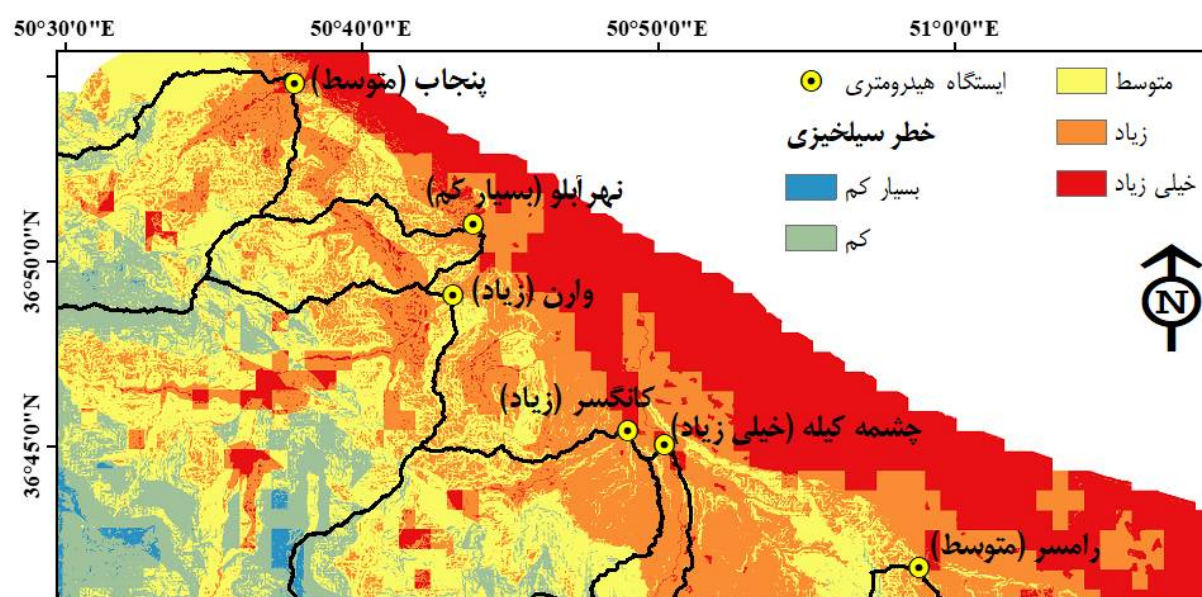 50°30'0"E
50°40'0"E
50°50'0"E
51°0'0"E
پنجاب (متوسط)
ایستگاه هیدرومتری
متوسط
خطر سیلخیزی
زیاد
نهر آبلو (بسیار کم)
بسیار کم
خیلی زیاد
کم
36°50'0"N
وارن (زیاد)
N
کانگسر (زیاد)
چشمه کیله (خیلی زیاد)
36°45'0"N
رامسر (متوسط)